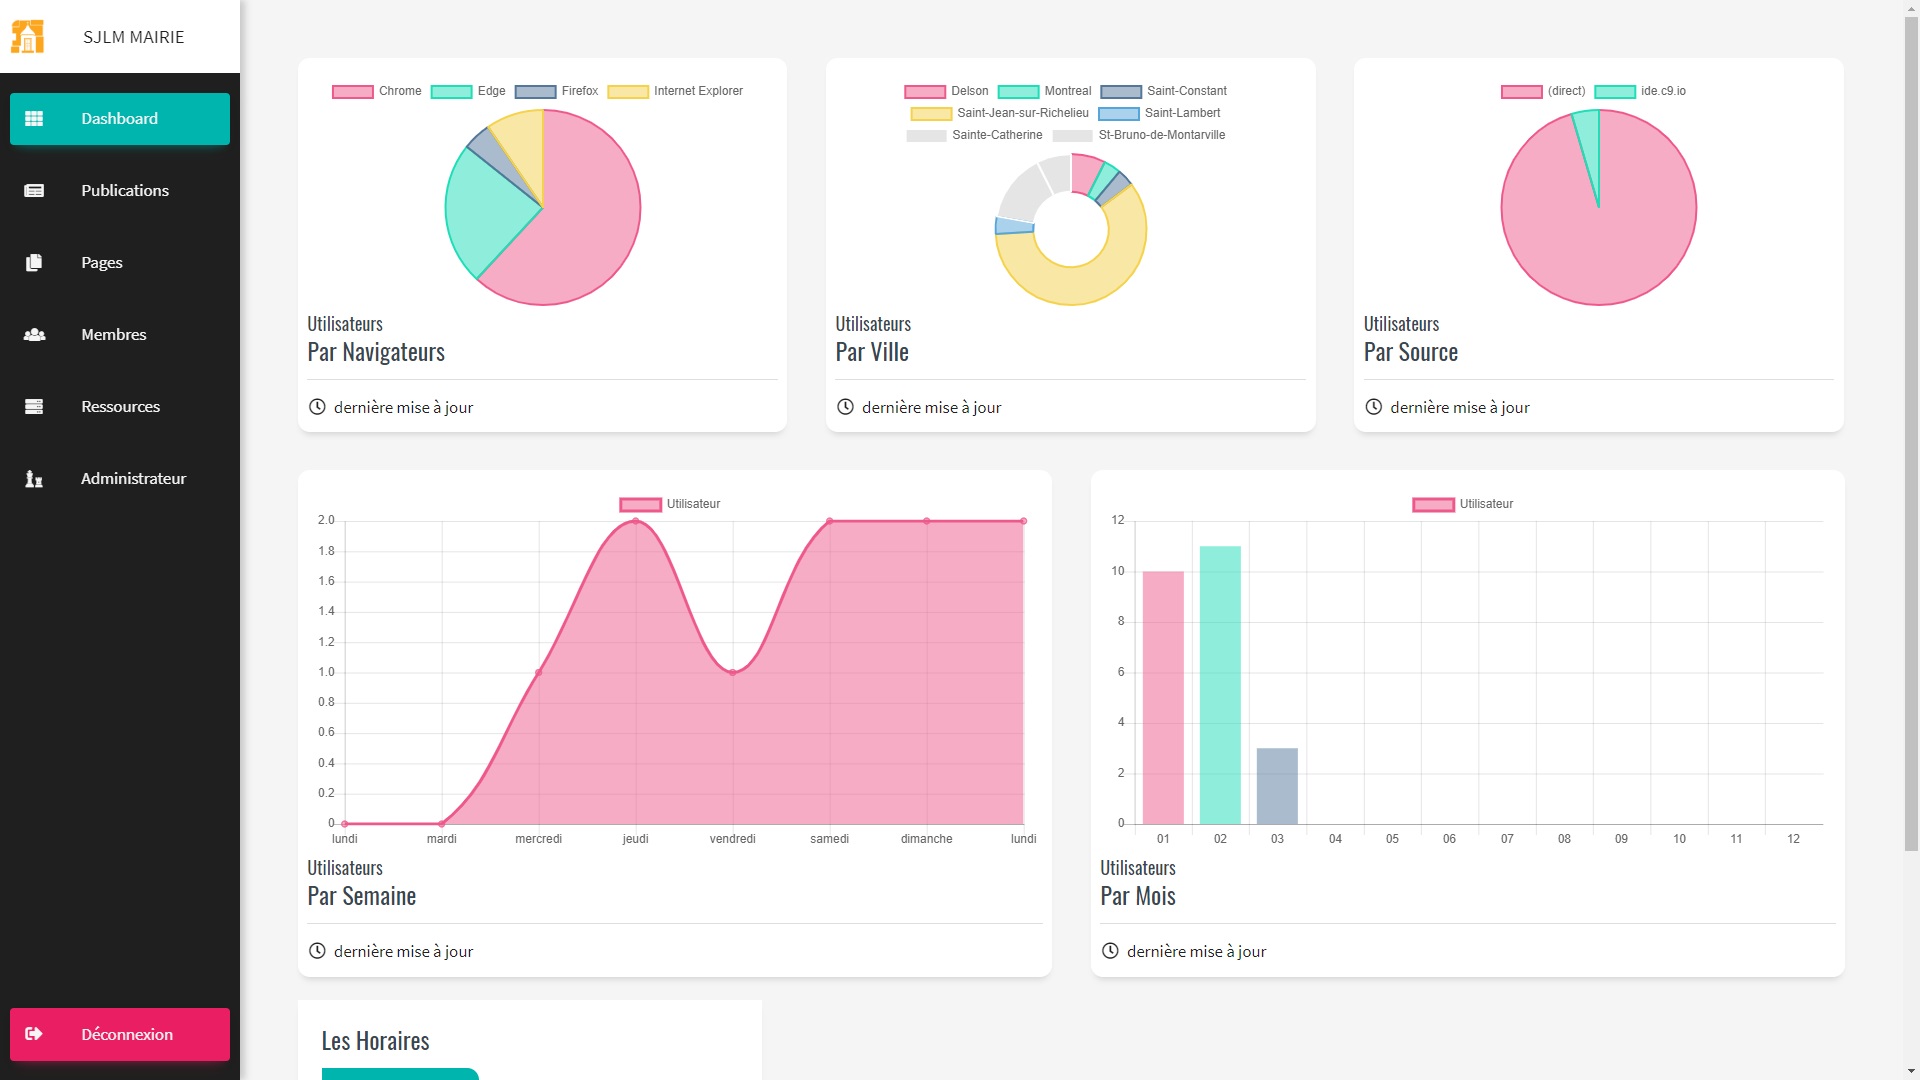 SJLM MAIRIE
Dashboard
Publications
Pages
Membres
Ressources
Administrateur
Déconnexion
Chrome Edge Firefox Internet Explorer
Utilisateurs
Par Navigateurs
dernière mise à jour
Delson Montreal Saint-Constant
Saint-Jean-sur-Richelieu Saint-Lambert
Sainte-Catherine St-Bruno-de-Montarville
Utilisateurs
Par Ville
dernière mise à jour
(direct) ide.c9.io
Utilisateurs
Par Source
dernière mise à jour
Utilisateur
2.0
1.8
1.6
1.4
1.2
1.0
0.8
0.6
0.4
0.2
0
lundi mardi mercredi jeudi vendredi samedi dimanche lundi
Utilisateurs
Par Semaine
dernière mise à jour
Utilisateur
12
10
8
6
4
2
0
01 02 03 04 05 06 07 08 09 10 11 12
Utilisateurs
Par Mois
dernière mise à jour
Les Horaires